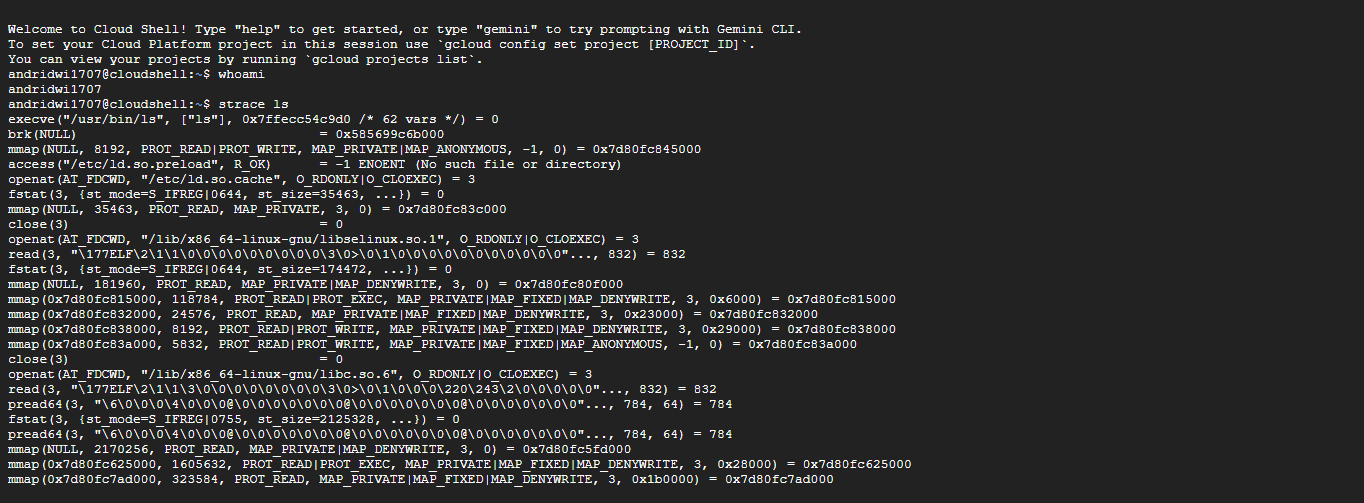 Welcome to Cloud Shell! Type "help" to get started, or type "gemini" to try prompting with Gemini CLI.
To set your Cloud Platform project in this session use `gcloud config set project [PROJECT_ID]`.
You can view your projects by running `gcloud projects list`.
andridwi1707@cloudshell:~$ whoami
andridwi1707
andridwi1707@cloudshell:~$ strace ls
execve("/usr/bin/ls", ["ls"], 0x7ffecc54c9d0 /* 62 vars */) = 0
brk(NULL)                               = 0x585699c6b000
mmap(NULL, 8192, PROT_READ|PROT_WRITE, MAP_PRIVATE|MAP_ANONYMOUS, -1, 0) = 0x7d80fc845000
access("/etc/ld.so.preload", R_OK)      = -1 ENOENT (No such file or directory)
openat(AT_FDCWD, "/etc/ld.so.cache", O_RDONLY|O_CLOEXEC) = 3
fstat(3, {st_mode=S_IFREG|0644, st_size=35463, ...}) = 0
mmap(NULL, 35463, PROT_READ, MAP_PRIVATE, 3, 0) = 0x7d80fc83c000
close(3)                                = 0
openat(AT_FDCWD, "/lib/x86_64-linux-gnu/libselinux.so.1", O_RDONLY|O_CLOEXEC) = 3
read(3, "\177ELF\2\1\1\0\0\0\0\0\0\0\0\0\3\0>\0\1\0\0\0\0\0\0\0\0\0\0\0"..., 832) = 832
fstat(3, {st_mode=S_IFREG|0644, st_size=174472, ...}) = 0
mmap(NULL, 181960, PROT_READ, MAP_PRIVATE|MAP_DENYWRITE, 3, 0) = 0x7d80fc80f000
mmap(0x7d80fc815000, 118784, PROT_READ|PROT_EXEC, MAP_PRIVATE|MAP_FIXED|MAP_DENYWRITE, 3, 0x6000) = 0x7d80fc815000
mmap(0x7d80fc832000, 24576, PROT_READ, MAP_PRIVATE|MAP_FIXED|MAP_DENYWRITE, 3, 0x23000) = 0x7d80fc832000
mmap(0x7d80fc838000, 8192, PROT_READ|PROT_WRITE, MAP_PRIVATE|MAP_FIXED|MAP_DENYWRITE, 3, 0x29000) = 0x7d80fc838000
mmap(0x7d80fc83a000, 5832, PROT_READ|PROT_WRITE, MAP_PRIVATE|MAP_FIXED|MAP_ANONYMOUS, -1, 0) = 0x7d80fc83a000
close(3)                                = 0
openat(AT_FDCWD, "/lib/x86_64-linux-gnu/libc.so.6", O_RDONLY|O_CLOEXEC) = 3
read(3, "\177ELF\2\1\1\3\0\0\0\0\0\0\0\0\3\0>\0\1\0\0\0\220\243\2\0\0\0\0\0"..., 832) = 832
pread64(3, "\6\0\0\0\4\0\0\0@\0\0\0\0\0\0\0@\0\0\0\0\0\0\0@\0\0\0\0\0\0\0"..., 784, 64) = 784
fstat(3, {st_mode=S_IFREG|0755, st_size=2125328, ...}) = 0
pread64(3, "\6\0\0\0\4\0\0\0@\0\0\0\0\0\0\0@\0\0\0\0\0\0\0@\0\0\0\0\0\0\0"..., 784, 64) = 784
mmap(NULL, 2170256, PROT_READ, MAP_PRIVATE|MAP_DENYWRITE, 3, 0) = 0x7d80fc5fd000
mmap(0x7d80fc625000, 1605632, PROT_READ|PROT_EXEC, MAP_PRIVATE|MAP_FIXED|MAP_DENYWRITE, 3, 0x28000) = 0x7d80fc625000
mmap(0x7d80fc7ad000, 323584, PROT_READ, MAP_PRIVATE|MAP_FIXED|MAP_DENYWRITE, 3, 0x1b0000) = 0x7d80fc7ad000